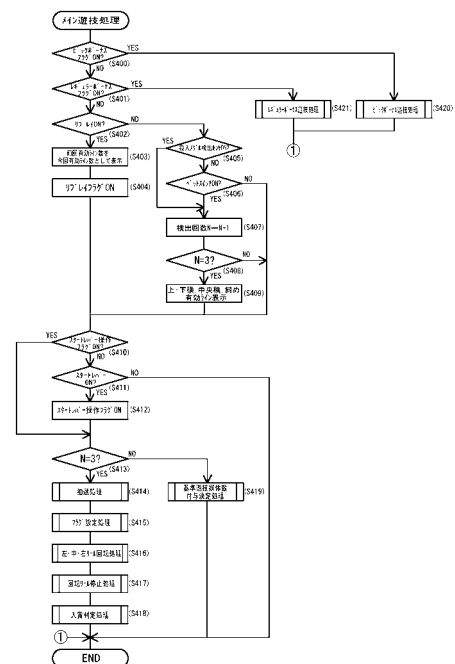 メイン遊技処理
ビッグボーナス
フラグON?
YES
(S400)
NO
レギュラーボーナス
フラグON?
YES
(S401)
NO
レギュラーボーナス遊技処理
(S421)
ビッグボーナス遊技処理
(S420)
①
リプレイON?
NO
(S402)
YES
前回有効ライン数を
今回有効ライン数として表示
(S403)
リプレイフラグON
(S404)
YES
投入メダル検出センサON?
(S405)
NO
ベットスイッチON?
NO
(S406)
YES
検出回数N←N+1
(S407)
N=3?
NO
(S408)
YES
上・下横、中央横、斜め
有効ライン表示
(S409)
YES
スタートレバー操作
フラグON?
(S410)
NO
スタートレバー
ON?
NO
(S411)
YES
スタートレバー操作フラグON
(S412)
N=3?
NO
(S413)
YES
抽選処理
(S414)
基準遊技媒体数
付与決定処理
(S419)
フラグ設定処理
(S415)
左・中・右リール回転処理
(S416)
回転リール停止処理
(S417)
入賞判定処理
(S418)
①
END